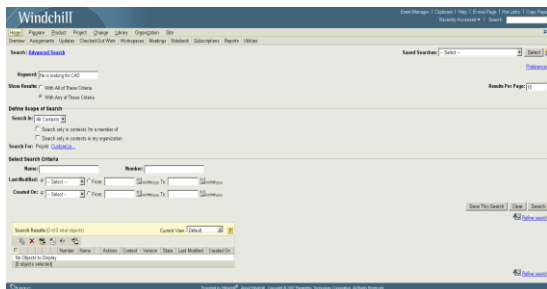 Windchill
Event Manager | Clipboard | Help | E-mail Page | Hot Links | Copy Page
Recently Accessed Search
Home Program Product Project Change Library Organization Site
Overview Assignments Updates Checked-Out Work Workspaces Meetings Notebook Subscriptions Reports Utilities
Search | Advanced Search
Saved Searches: -- Select -- Select
Preferences
Keyword: He is looking for CAD
Show Results: With All of These Criteria
Results Per Page:
With Any of These Criteria
Define Scope of Search
Search In: All Contexts
Search only in contexts I'm a member of
Search only in contexts in my organization
Search For: Customize...
Select Search Criteria
Name: Number:
Last Modified: -- Select -- From: To:
Created On: -- Select -- From: To:
Save This Search Clear Search
Refine search
Search Results (0 of 0 total objects) Current View: Default
Number Name Actions Context Version State Last Modified Created On
No Objects to Display
(0 objects selected)
Refine search